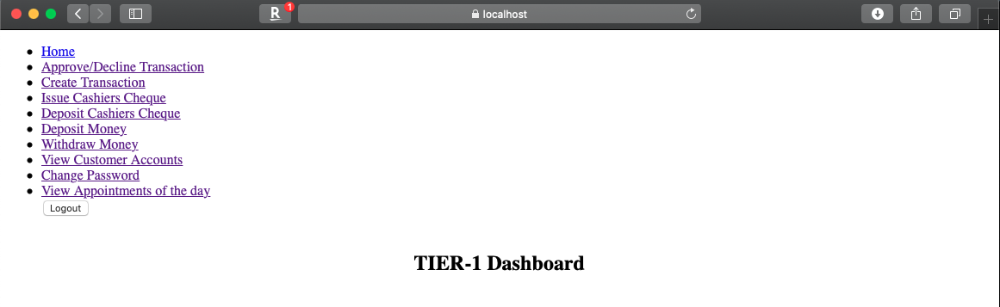 R 1
localhost
Home
Approve/Decline Transaction
Create Transaction
Issue Cashiers Cheque
Deposit Cashiers Cheque
Deposit Money
Withdraw Money
View Customer Accounts
Change Password
View Appointments of the day
Logout
TIER-1 Dashboard